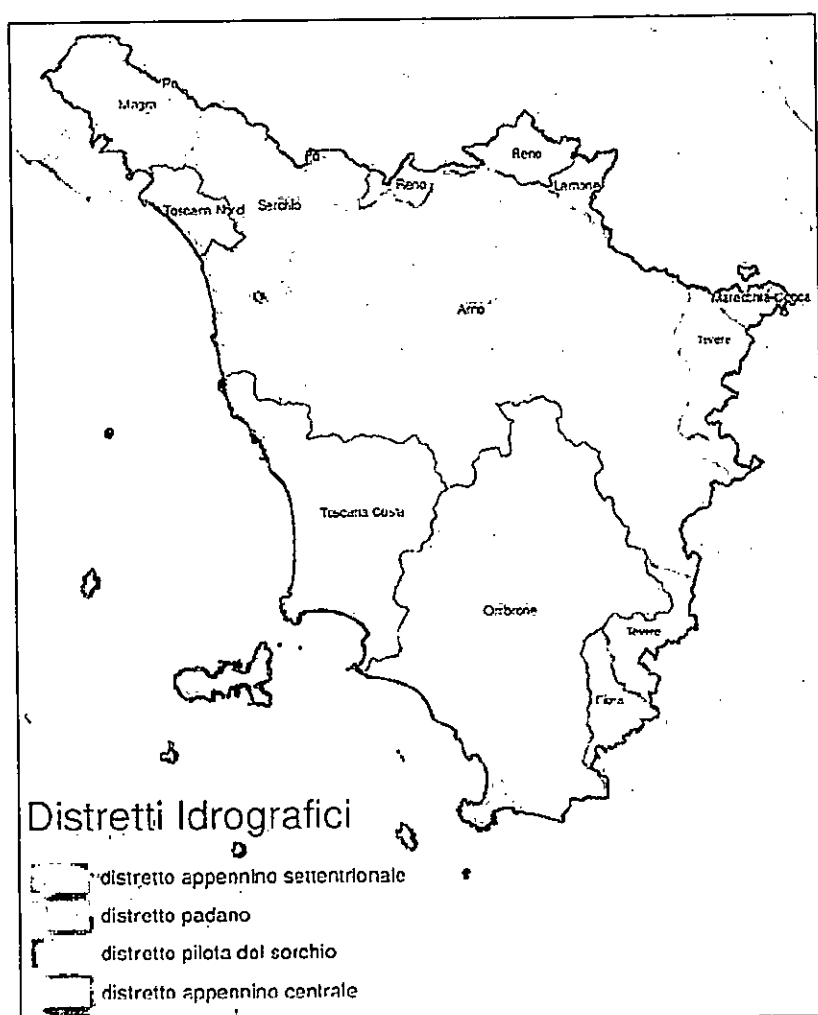 Po
Magra
Po
Reno
Reno
Lamone
Toscana Nord
Serchio
Arno
Marecchia-Conca
Tevere
Toscana Costa
Ombrone
Tevere
Fiora
Distretti Idrografici
distretto appennino settentrionale
distretto padano
distretto pilota del serchio
distretto appennino centrale